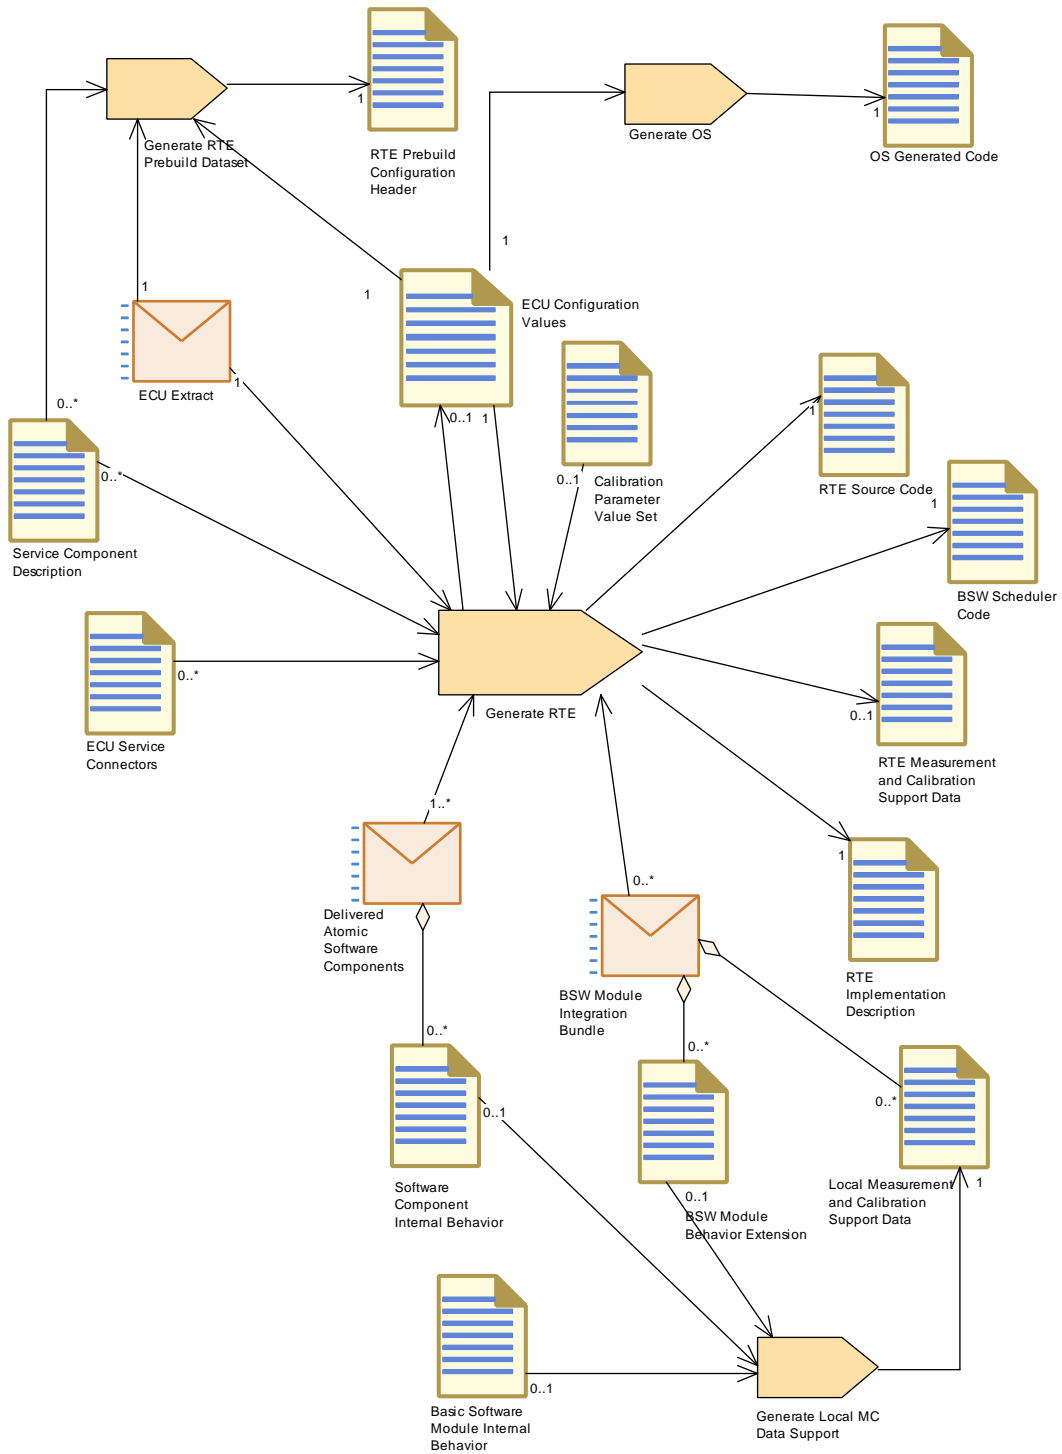 1
Generate RTE
Prebuild Dataset
RTE Prebuild
Configuration
Header
Generate OS
1
OS Generated Code
1
1
1
ECU Configuration
Values
ECU Extract
1
0..*
0..1
1
0..*
0..1
Calibration
Parameter
Value Set
1
RTE Source Code
1
Service Component
Description
BSW Scheduler
Code
0..*
ECU Service
Connectors
Generate RTE
0..1
RTE Measurement
and Calibration
Support Data
1..*
1
0..*
Delivered
Atomic
Software
Components
BSW Module
Integration
Bundle
RTE
Implementation
Description
0..*
0..*
0..*
0..1
Software
Component
Internal Behavior
0..1
BSW Module
Behavior Extension
Local Measurement
and Calibration
Support Data
1
0..1
Basic Software
Module Internal
Behavior
Generate Local MC
Data Support